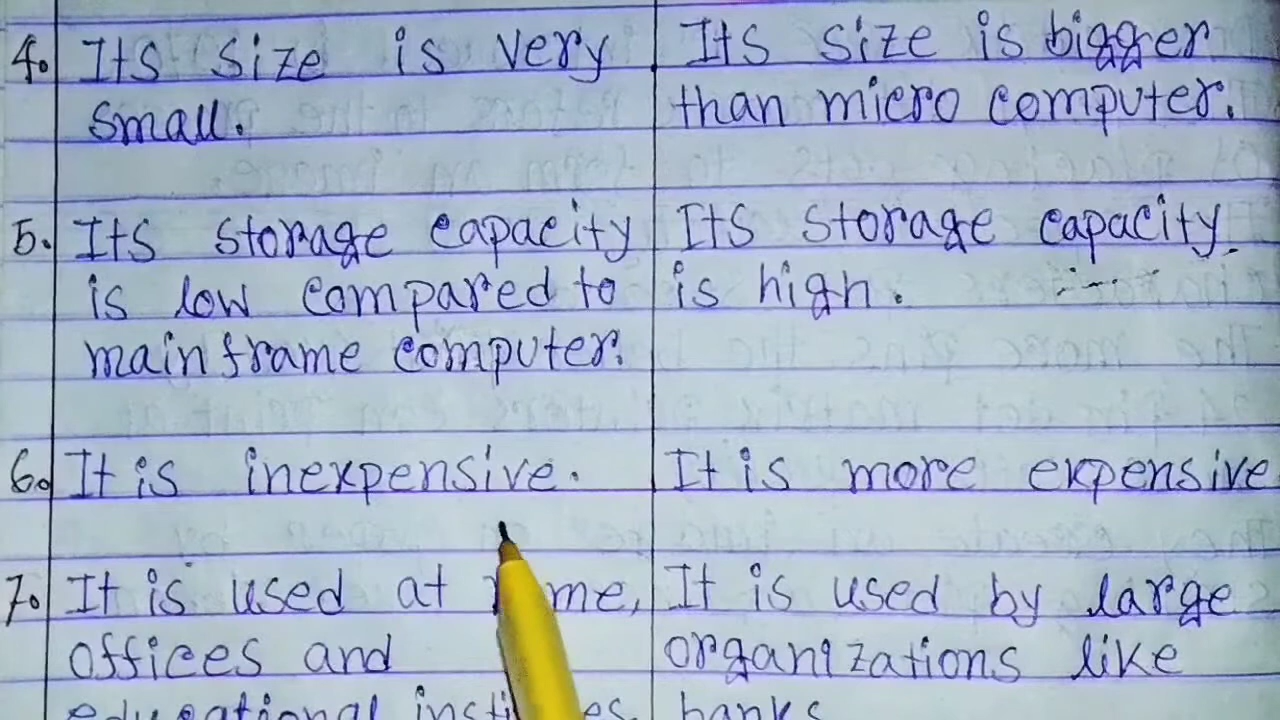 4. Its size is very
small.
Its size is bigger
than micro computer.
5. Its storage capacity
is low compared to
mainframe computer.
Its storage capacity
is high.
6. It is inexpensive.
It is more expensive
7. It is used at
offices and
It is used by large
organizations like
banks